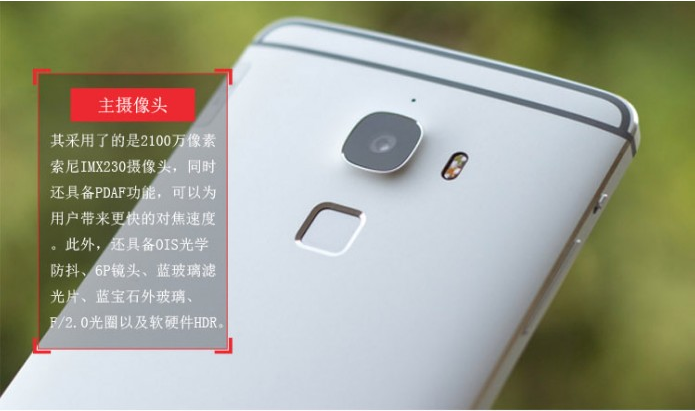 主摄像头
其采用了的是2100万像素
索尼IMX230摄像头，同时
还具备PDAF功能，可以为
用户带来更快的对焦速度
。此外，还具备OIS光学
防抖、6P镜头、蓝玻璃滤
光片、蓝宝石外玻璃、
F/2.0光圈以及软硬件HDR。